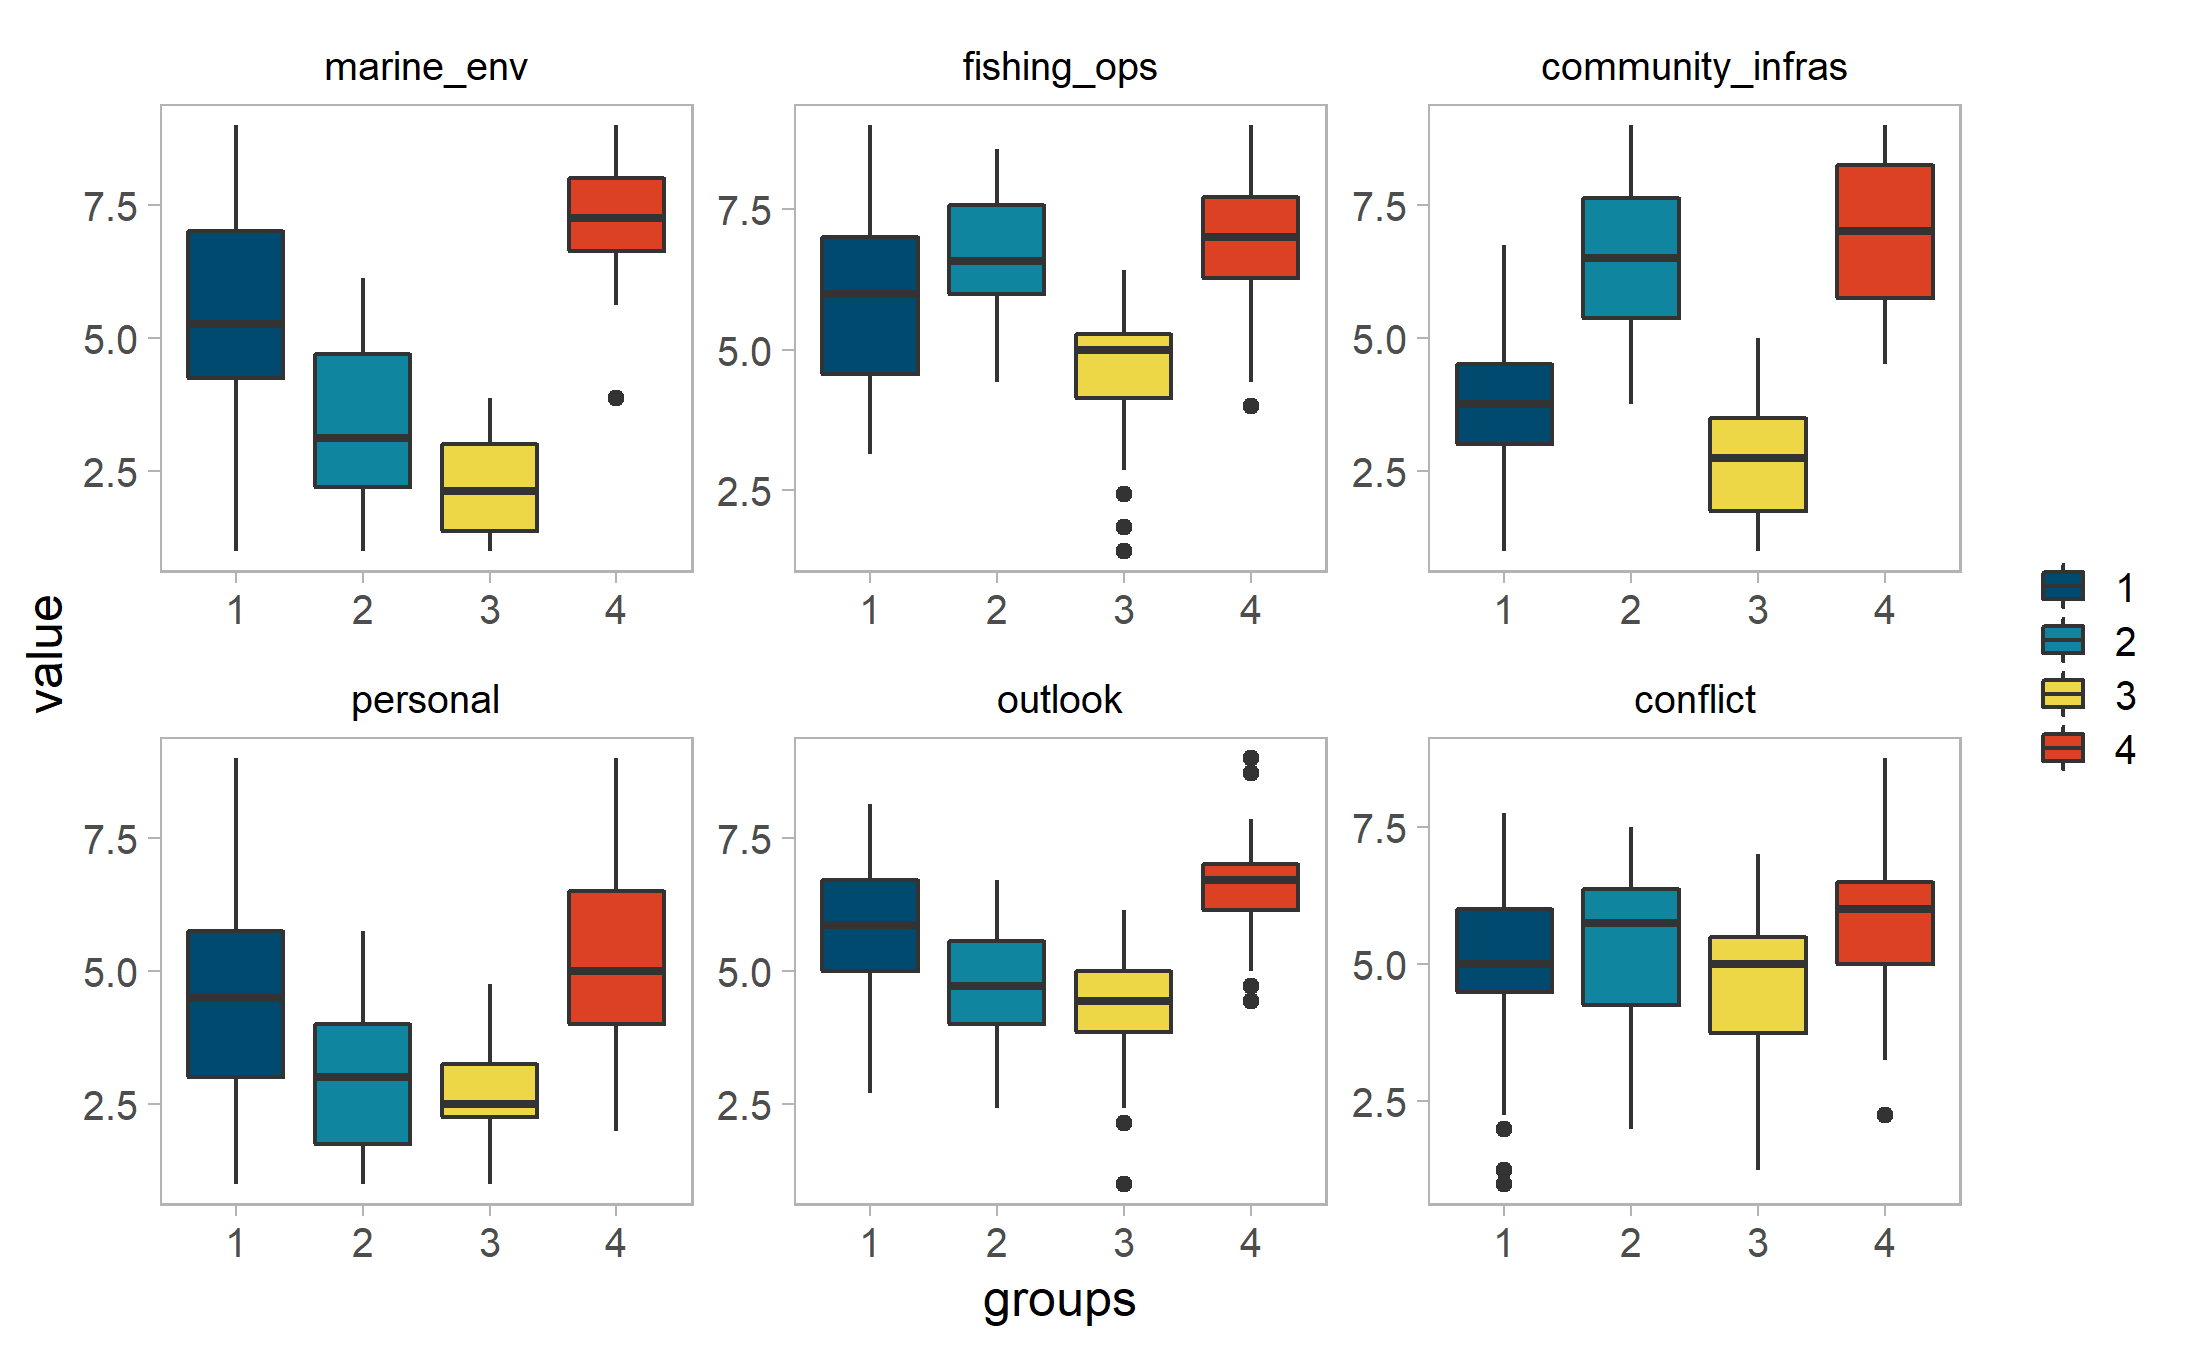 marine_env fishing_ops community_infras
7.5 7.5 7.5
5.0 5.0 5.0
2.5 2.5 2.5
1 2 3 4 1 2 3 4 1 2 3 4
value
personal outlook conflict
7.5 7.5 7.5
5.0 5.0 5.0
2.5 2.5 2.5
1 2 3 4 1 2 3 4 1 2 3 4
groups
1
2
3
4